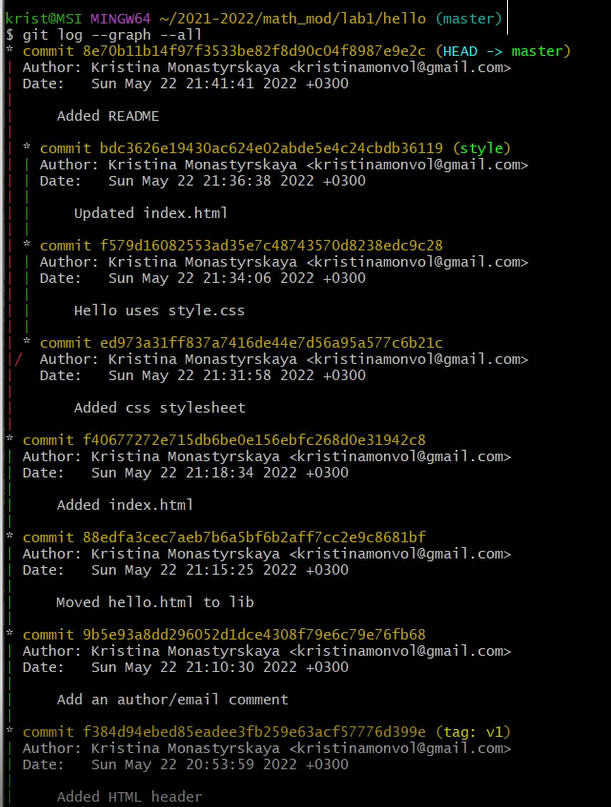 krist@MSI MINGW64 ~/2021-2022/math_mod/lab1/hello (master)
$ git log --graph --all
* commit 8e70b11b14f97f3533be82f8d90c04f8987e9e2c (HEAD -> master)
| Author: Kristina Monastyrskaya <kristinamonvol@gmail.com>
| Date:   Sun May 22 21:41:41 2022 +0300
|
|     Added README
|
| * commit bdc3626e19430ac624e02abde5e4c24cbdb36119 (style)
| | Author: Kristina Monastyrskaya <kristinamonvol@gmail.com>
| | Date:   Sun May 22 21:36:38 2022 +0300
| |
| |     Updated index.html
| |
| * commit f579d16082553ad35e7c48743570d8238edc9c28
| | Author: Kristina Monastyrskaya <kristinamonvol@gmail.com>
| | Date:   Sun May 22 21:34:06 2022 +0300
| |
| |     Hello uses style.css
| |
| * commit ed973a31ff837a7416de44e7d56a95a577c6b21c
|/  Author: Kristina Monastyrskaya <kristinamonvol@gmail.com>
|   Date:   Sun May 22 21:31:58 2022 +0300
|
|       Added css stylesheet
|
* commit f40677272e715db6be0e156ebfc268d0e31942c8
| Author: Kristina Monastyrskaya <kristinamonvol@gmail.com>
| Date:   Sun May 22 21:18:34 2022 +0300
|
|     Added index.html
|
* commit 88edfa3cec7aeb7b6a5bf6b2aff7cc2e9c8681bf
| Author: Kristina Monastyrskaya <kristinamonvol@gmail.com>
| Date:   Sun May 22 21:15:25 2022 +0300
|
|     Moved hello.html to lib
|
* commit 9b5e93a8dd296052d1dce4308f79e6c79e76fb68
| Author: Kristina Monastyrskaya <kristinamonvol@gmail.com>
| Date:   Sun May 22 21:10:30 2022 +0300
|
|     Add an author/email comment
|
* commit f384d94ebed85eadee3fb259e63acf57776d399e (tag: v1)
| Author: Kristina Monastyrskaya <kristinamonvol@gmail.com>
| Date:   Sun May 22 20:53:59 2022 +0300
|
|     Added HTML header